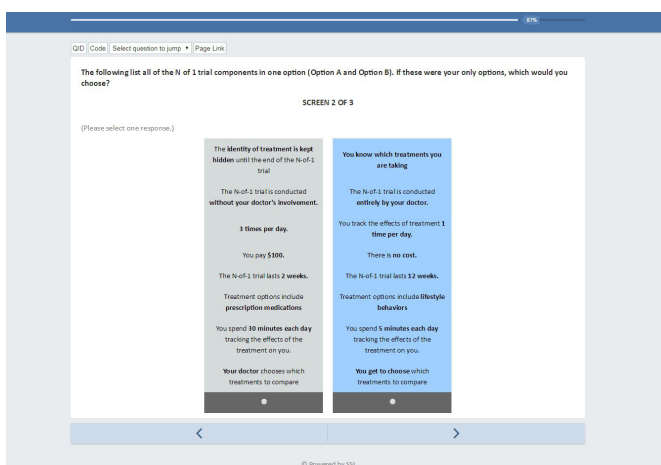 87%
QID Code Select question to jump Page Link
The following list all of the N of 1 trial components in one option (Option A and Option B). If these were your only options, which would you
choose?
SCREEN 2 OF 3
(Please select one response.)
The identity of treatment is kept
hidden until the end of the N-of-1
trial
You know which treatments you
are taking
The N-of-1 trial is conducted
without your doctor's involvement.
The N-of-1 trial is conducted
entirely by your doctor.
3 times per day.
You track the effects of treatment 1
time per day.
You pay $100.
There is no cost.
The N-of-1 trial lasts 2 weeks.
The N-of-1 trial lasts 12 weeks.
Treatment options include
prescription medications
Treatment options include lifestyle
behaviors
You spend 30 minutes each day
tracking the effects of the
treatment on you.
You spend 5 minutes each day
tracking the effects of the
treatment on you.
Your doctor chooses which
treatments to compare
You get to choose which
treatments to compare
© Powered by SSI